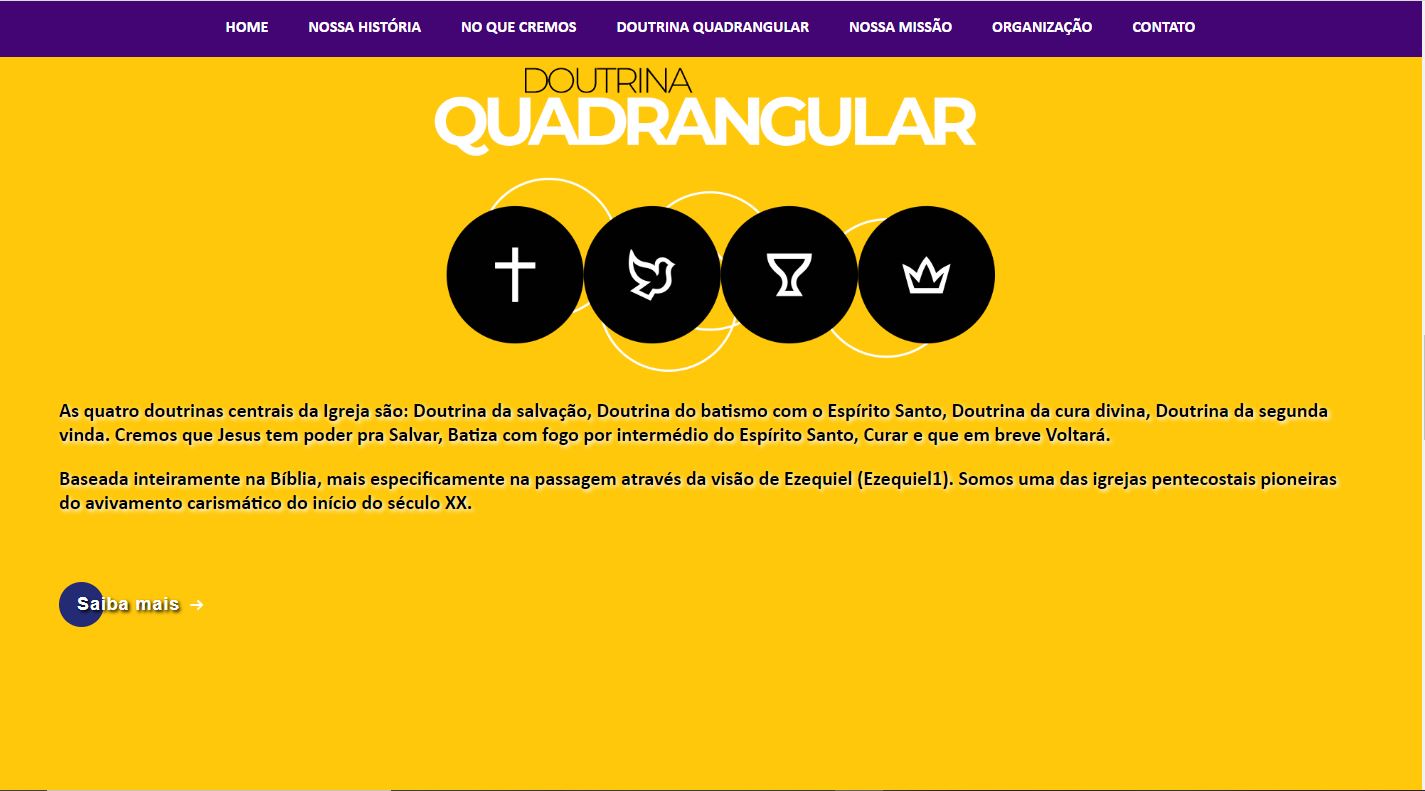 HOME NOSSA HISTÓRIA NO QUE CREMOS DOUTRINA QUADRANGULAR NOSSA MISSÃO ORGANIZAÇÃO CONTATO
DOUTRINA
QUADRANGULAR
As quatro doutrinas centrais da Igreja são: Doutrina da salvação, Doutrina do batismo com o Espírito Santo, Doutrina da cura divina, Doutrina da segunda
vinda. Cremos que Jesus tem poder pra Salvar, Batiza com fogo por intermédio do Espírito Santo, Curar e que em breve Voltará.
Baseada inteiramente na Bíblia, mais especificamente na passagem através da visão de Ezequiel (Ezequiel1). Somos uma das igrejas pentecostais pioneiras
do avivamento carismático do início do século XX.
Saiba mais →